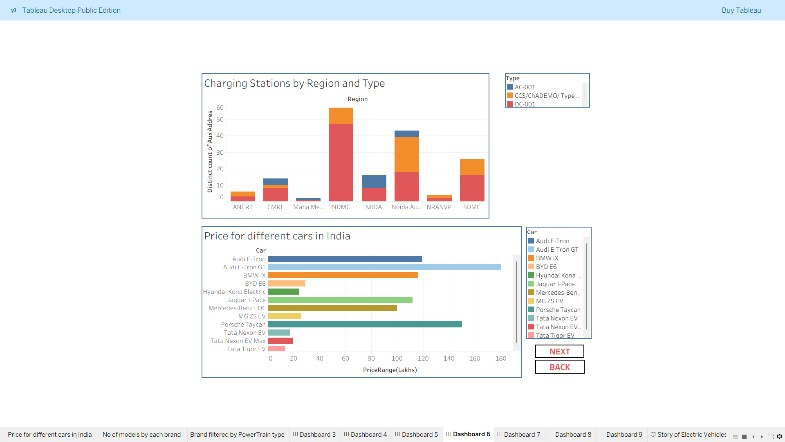 Tableau Desktop Public Edition
Buy Tableau
Charging Stations by Region and Type
Region
Distinct count of Aux Addres
60
50
40
30
20
10
0
ANERT
CMRL
Maha Me..
NDMC
NRDA
Noida Au..
NRANVP
SDMC
Type
AC-001
CCS/CHADEMO/ Type...
DC-001
Price for different cars in India
Car
Audi E-Tron
Audi E-Tron GT
BMW iX
BYD E6
Hyundai Kona Electric
Jaguar I-Pace
Mercedes-Benz EQC
MG ZS EV
Porsche Taycan
Tata Nexon EV
Tata Nexon EV Max
Tata Tigor EV
0 20 40 60 80 100 120 140 160 180
PriceRange(Lakhs)
Car
Audi E-Tron
Audi E-Tron GT
BMW iX
BYD E6
Hyundai Kona ..
Jaguar I-Pace
Mercedes-Ben..
MG ZS EV
Porsche Taycan
Tata Nexon EV
Tata Nexon EV..
Tata Tigor EV
NEXT
BACK
Price for different cars in India
No of models by each brand
Brand filtered by PowerTrain type
Dashboard 3
Dashboard 4
Dashboard 5
Dashboard 6
Dashboard 7
Dashboard 8
Dashboard 9
Story of Electric Vehicles